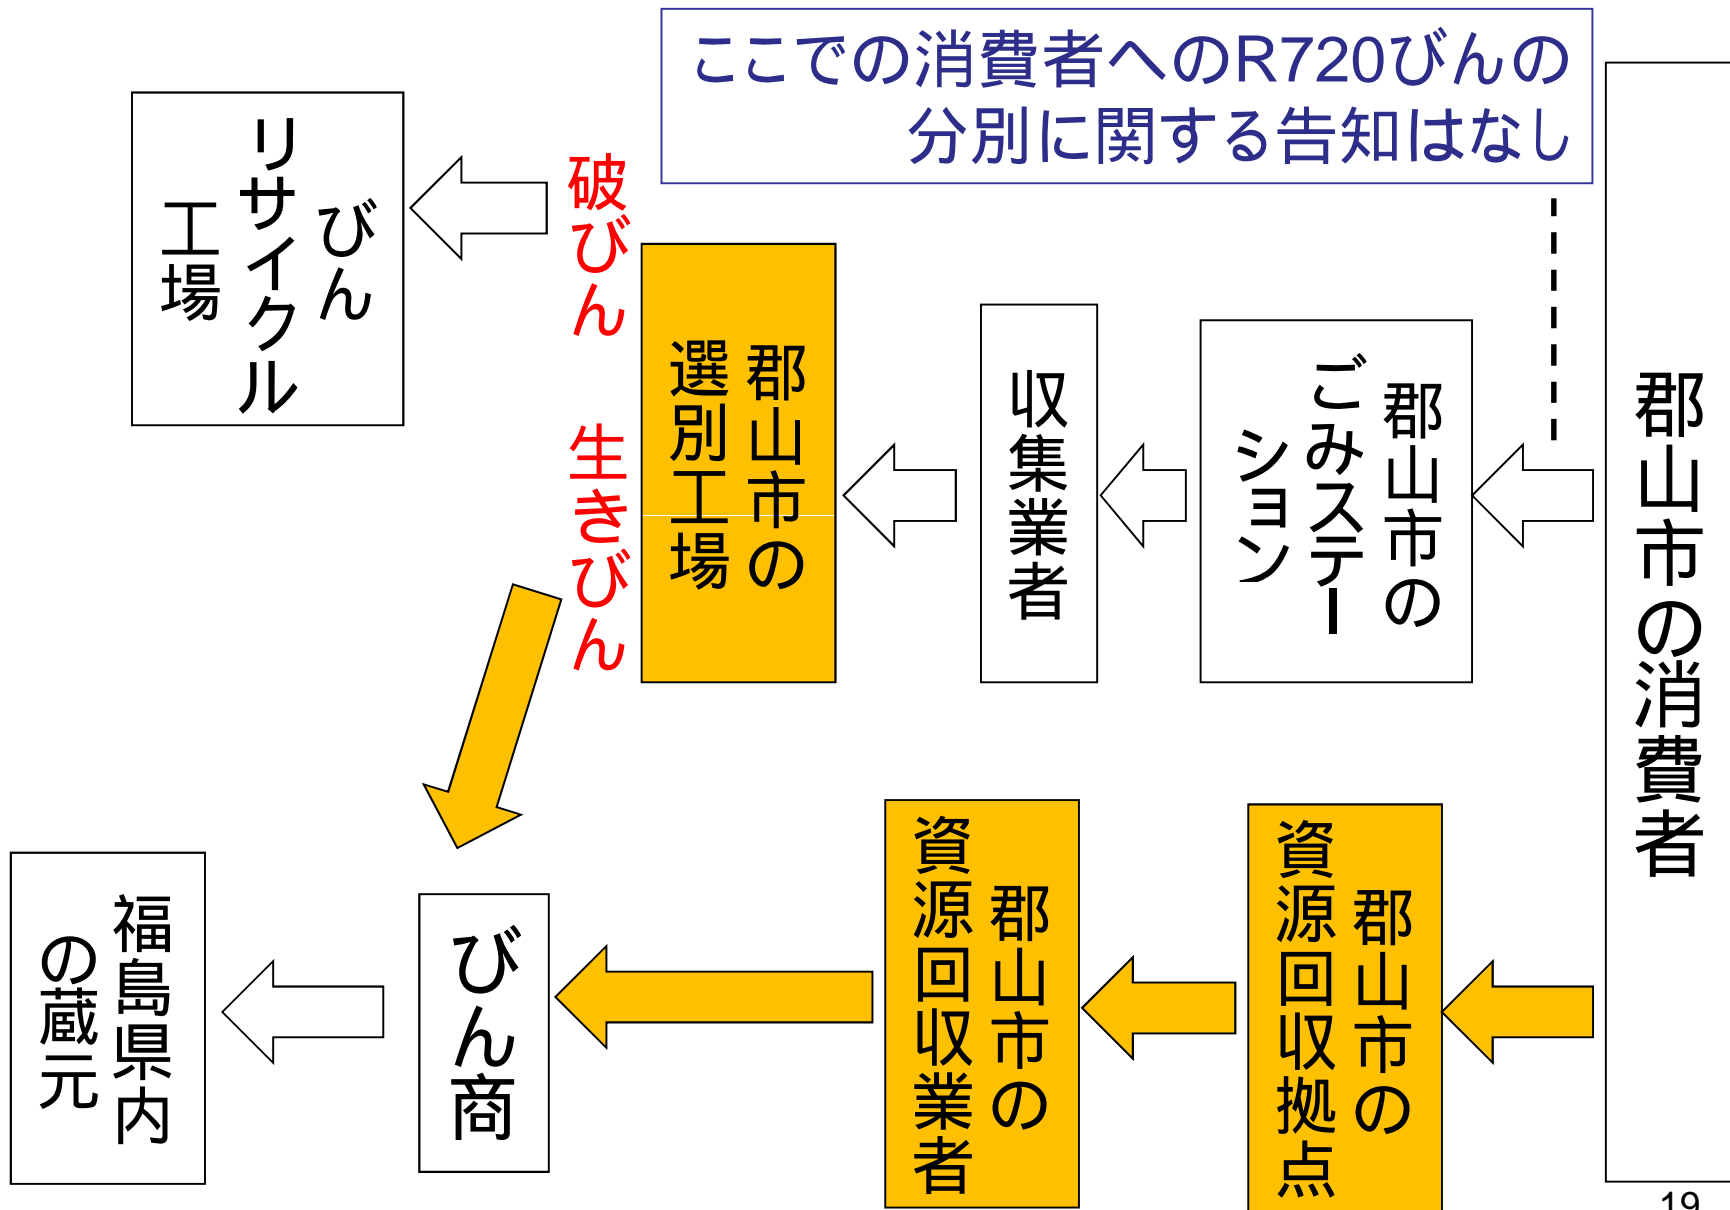 ここでの消費者へのR720びんの
分別に関する告知はなし
郡山市の消費者
郡山市の
ごみステー
ション
収集業者
郡山市の
選別工場
破びん
生きびん
びん
リサイクル
工場
郡山市の
資源回収拠点
郡山市の
資源回収業者
びん商
福島県内
の蔵元
19